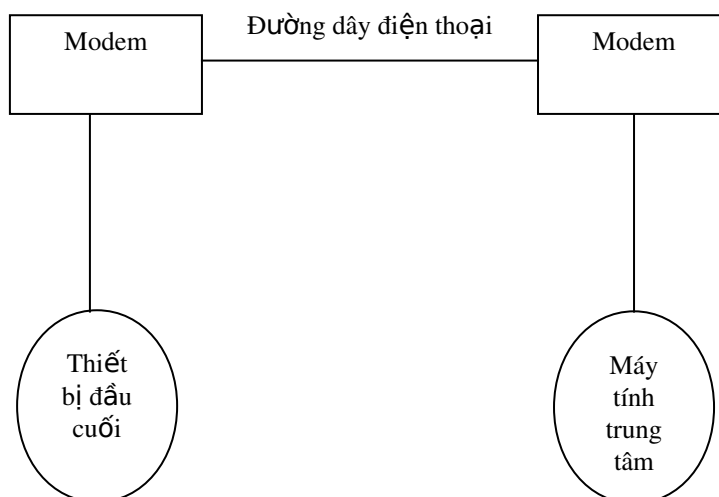 Modem
Đường dây điện thoại
Modem
Thiết
bị đầu
cuối
Máy
tính
trung
tâm